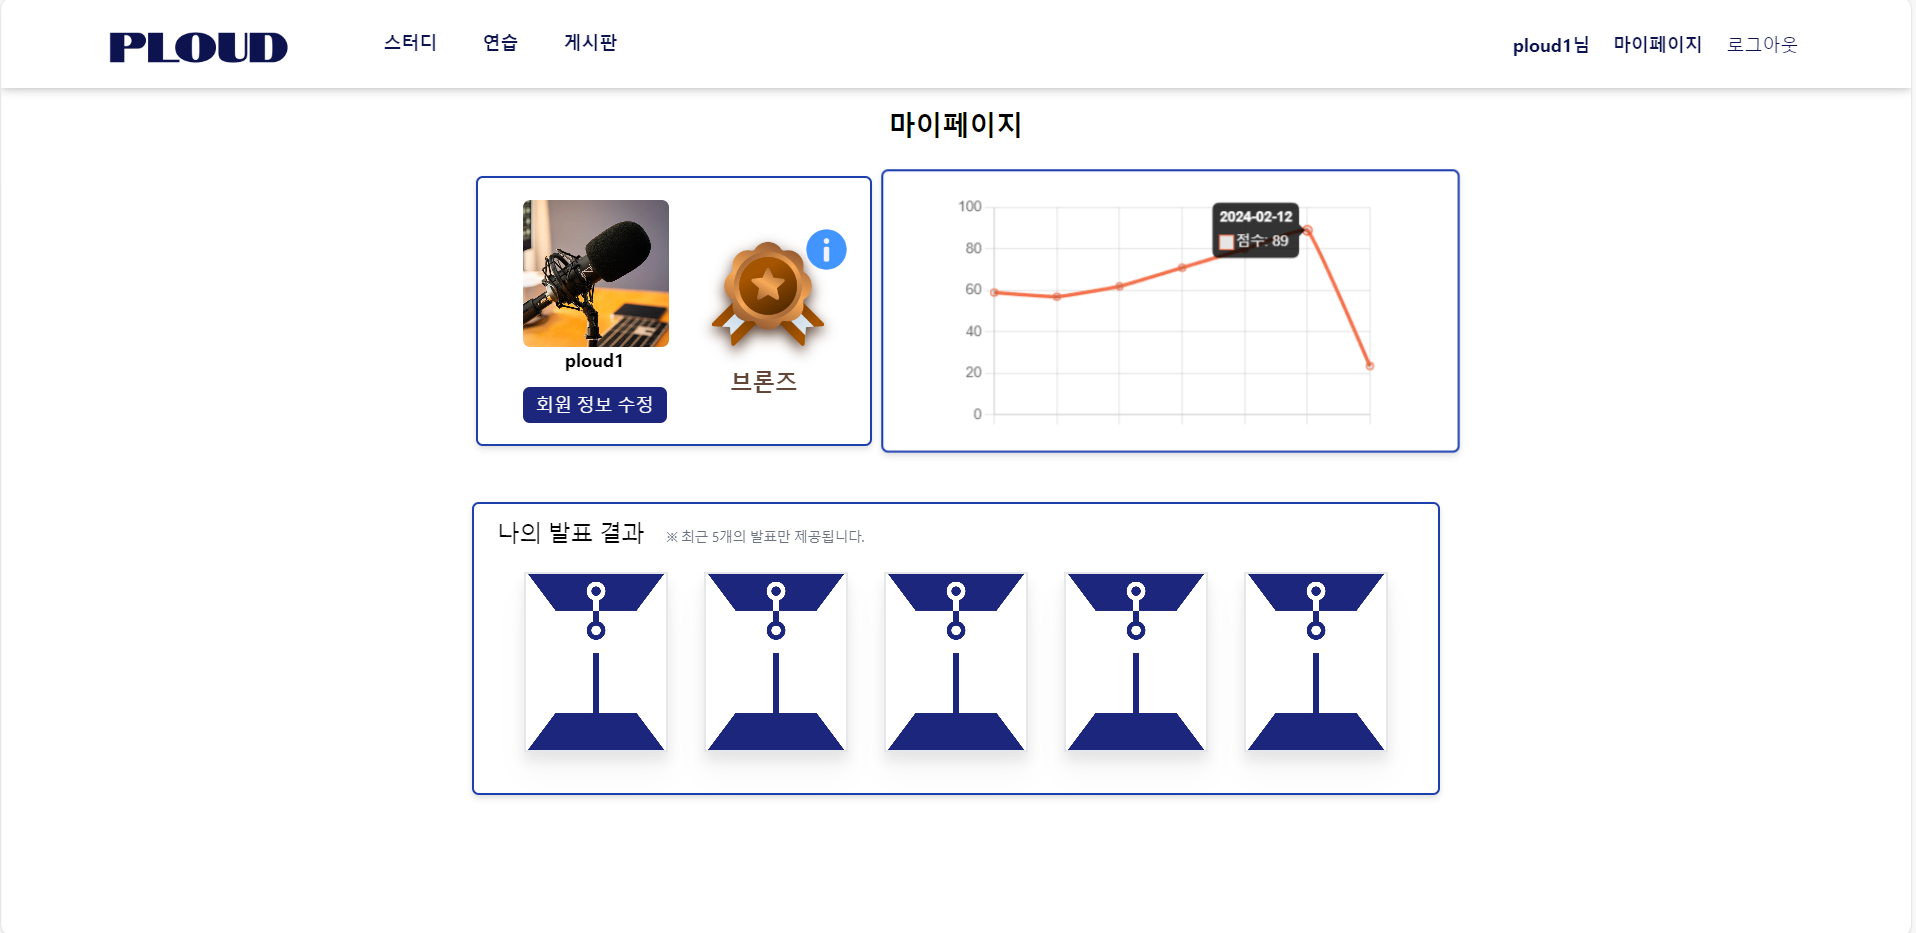 PLOUD
스터디 연습 게시판
ploud1님 마이페이지 로그아웃
마이페이지
ploud1
회원 정보 수정
브론즈
100
80
60
40
20
0
2024-02-12
점수: 89
나의 발표 결과 ※ 최근 5개의 발표만 제공됩니다.